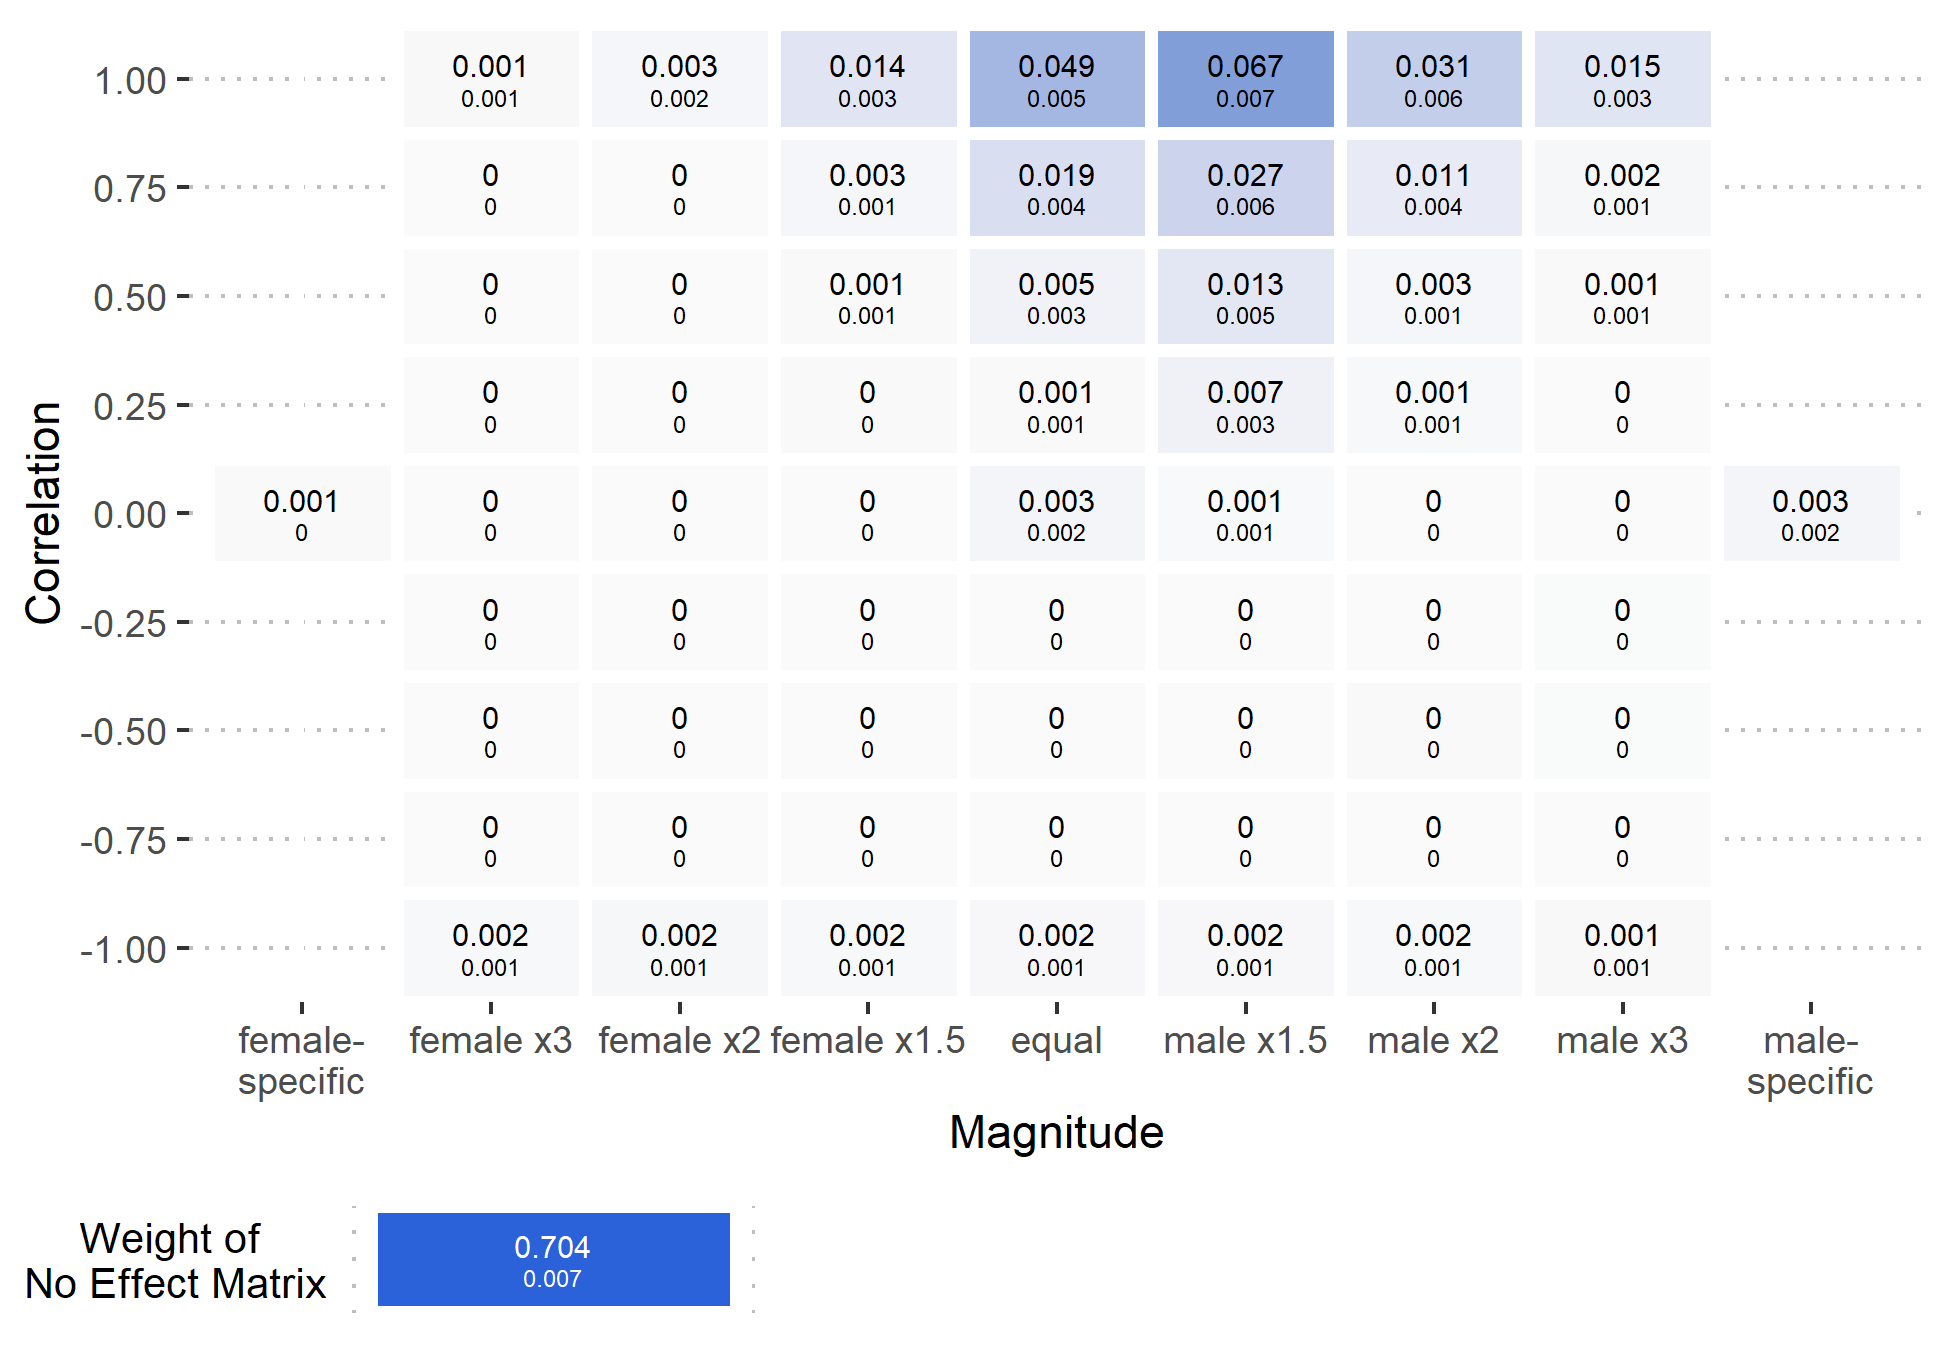 1.00
0.001 0.003 0.014 0.049 0.067 0.031 0.015
0.001 0.002 0.003 0.005 0.007 0.006 0.003
0.75
0 0 0.003 0.019 0.027 0.011 0.002
0 0 0.001 0.004 0.006 0.004 0.001
0.50
0 0 0.001 0.005 0.013 0.003 0.001
0 0 0.001 0.003 0.005 0.001 0.001
0.25
0 0 0 0.001 0.007 0.001 0
0 0 0 0.001 0.003 0.001 0
0.00
0.001 0 0 0 0.003 0.001 0 0 0.003
0 0 0 0 0.002 0.001 0 0 0.002
-0.25
0 0 0 0 0 0 0
0 0 0 0 0 0 0
-0.50
0 0 0 0 0 0 0
0 0 0 0 0 0 0
-0.75
0 0 0 0 0 0 0
0 0 0 0 0 0 0
-1.00
0.002 0.002 0.002 0.002 0.002 0.002 0.001
0.001 0.001 0.001 0.001 0.001 0.001 0.001
Correlation
female-
specific
female x3
female x2
female x1.5
equal
male x1.5
male x2
male x3
male-
specific
Magnitude
Weight of
No Effect Matrix
0.704
0.007